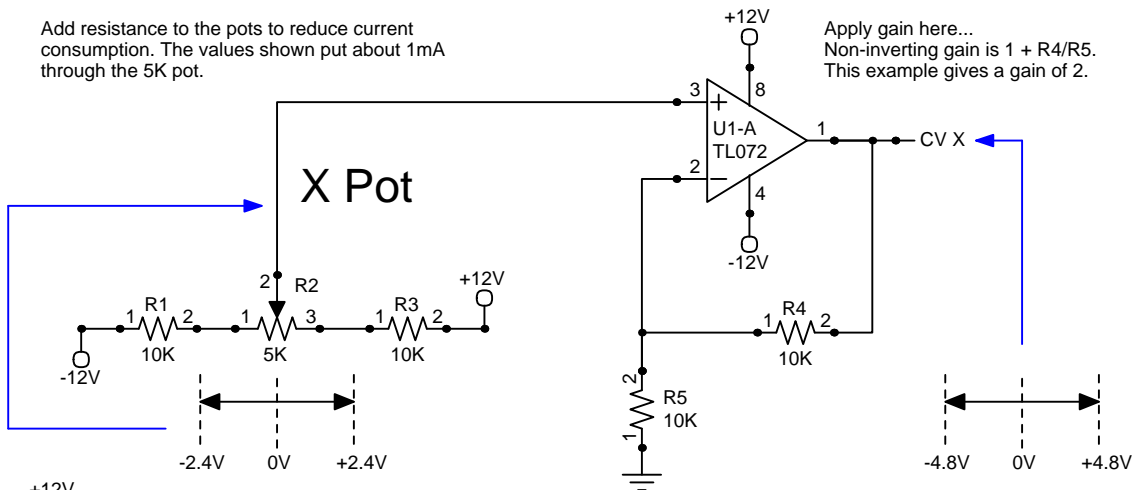 Add resistance to the pots to reduce current
consumption. The values shown put about 1mA
through the 5K pot.
+12V
Apply gain here...
Non-inverting gain is 1 + R4/R5.
This example gives a gain of 2.
3
8
+
U1-A
TL072
1
CV X
2
−
4
-12V
X Pot
2
R2
+12V
R1
1
2
1
3
R3
1
2
10K
5K
10K
-12V
R4
1
2
10K
2
R5
10K
1
-2.4V
0V
+2.4V
-4.8V
0V
+4.8V
+12V